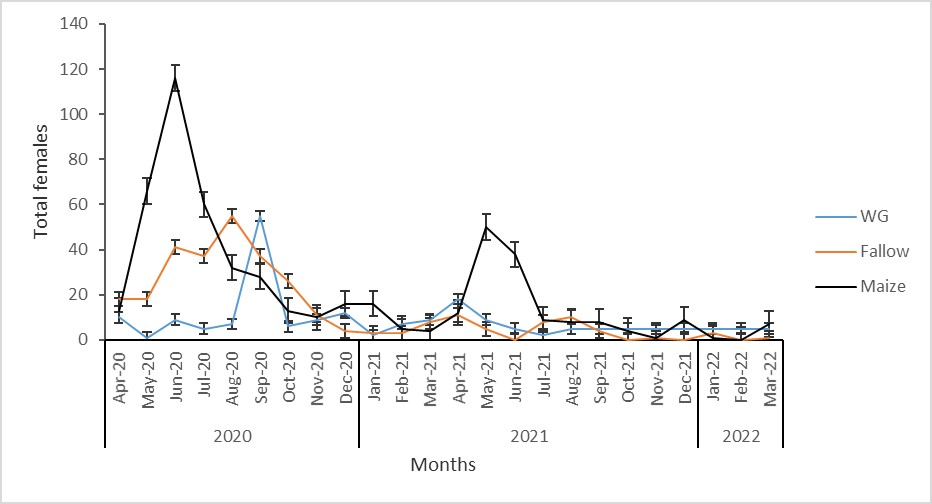 140
120
100
80
60
40
20
0
Total females
Apr-20
May-20
Jun-20
Jul-20
Aug-20
Sep-20
Oct-20
Nov-20
Dec-20
Jan-21
Feb-21
Mar-21
Apr-21
May-21
Jun-21
Jul-21
Aug-21
Sep-21
Oct-21
Nov-21
Dec-21
Jan-22
Feb-22
Mar-22
2020
2021
2022
Months
WG
Fallow
Maize